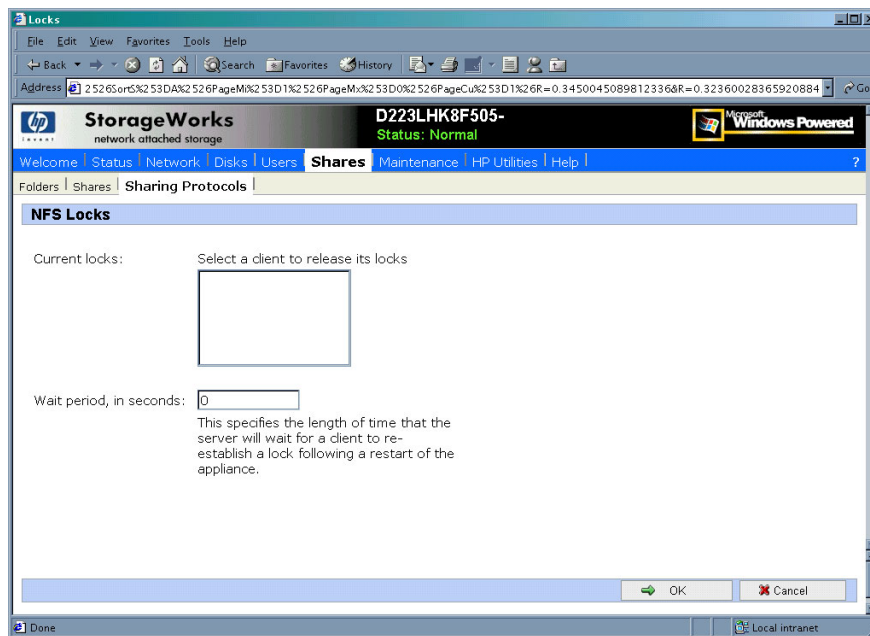 Locks
File Edit View Favorites Tools Help
Back Search Favorites History
Address 2526SortS%253DA%2526PageMi%253D1%2526PageMx%253D0%2526PageCu%253D1%26R=0.3450045089812336&R=0.32360028365920884 Go
hp StorageWorks D223LHK8F505- Microsoft Windows Powered
invent network attached storage Status: Normal
Welcome Status Network Disks Users Shares Maintenance HP Utilities Help ?
Folders Shares Sharing Protocols
NFS Locks
Current locks: Select a client to release its locks
Wait period, in seconds: 0
This specifies the length of time that the
server will wait for a client to re-
establish a lock following a restart of the
appliance.
OK Cancel
Done Local intranet